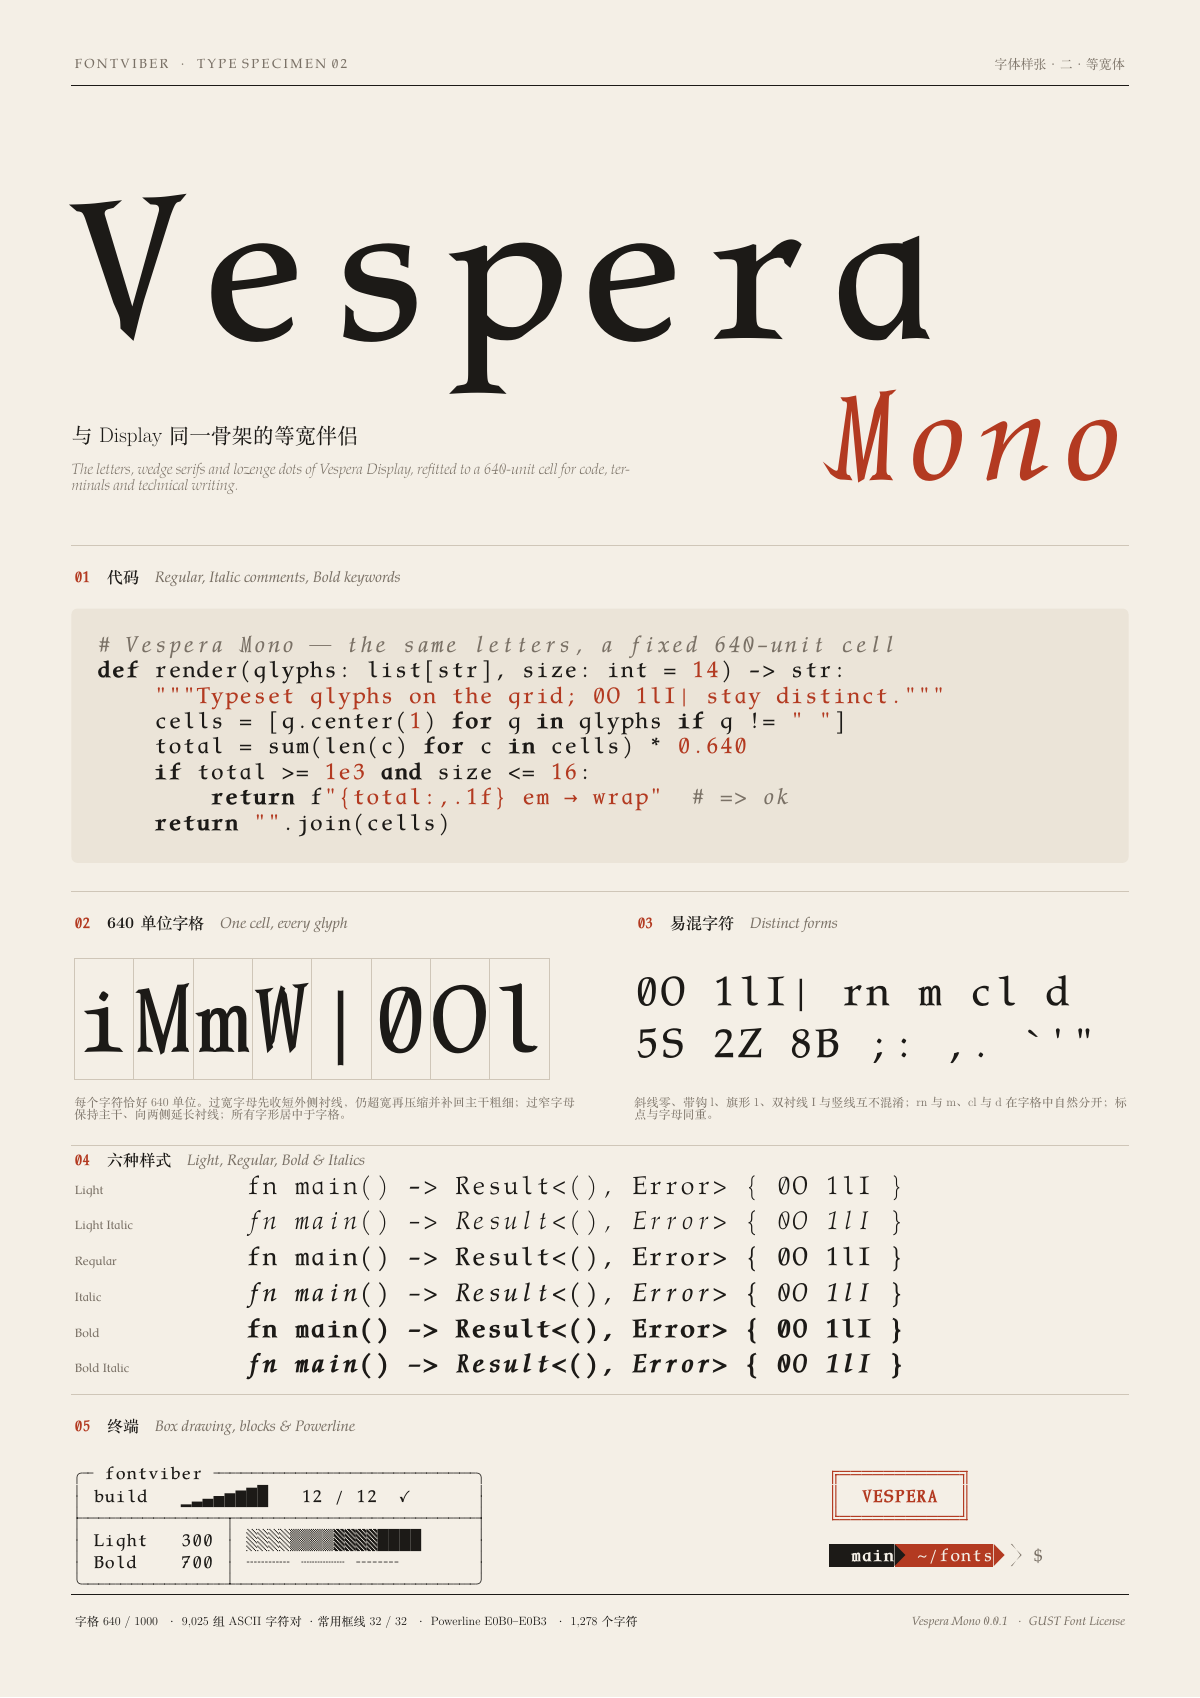 FONTVIBER · TYPE SPECIMEN 02
字体样张 · 二 · 等宽体
Vespera
Mono
与 Display 同一骨架的等宽伴侣
The letters, wedge serifs and lozenge dots of Vespera Display, refitted to a 640-unit cell for code, ter-
minals and technical writing.
01 代码 Regular, Italic comments, Bold keywords
# Vespera Mono — the same letters, a fixed 640-unit cell
def render(glyphs: list[str], size: int = 14) -> str:
    """Typeset glyphs on the grid; 0O 1lI| stay distinct."""
    cells = [g.center(1) for g in glyphs if g != " "]
    total = sum(len(c) for c in cells) * 0.640
    if total >= 1e3 and size <= 16:
        return f"{total:,.1f} em → wrap"  # => ok
    return "".join(cells)
02 640 单位字格 One cell, every glyph
iMmW|0Ol
每个字符恰好 640 单位。过宽字母先收短外侧衬线，仍超宽再压缩并补回主干粗细；过窄字母
保持主干、向两侧延长衬线；所有字形居中于字格。
03 易混字符 Distinct forms
0O 1lI| rn m cl d
5S 2Z 8B ;: ,. `'"
斜线零、带钩 l、旗形 1、双衬线 I 与竖线互不混淆；rn 与 m、cl 与 d 在字格中自然分开；标
点与字母同重。
04 六种样式 Light, Regular, Bold & Italics
Light fn main() -> Result<(), Error> { 0O 1lI }
Light Italic fn main() -> Result<(), Error> { 0O 1lI }
Regular fn main() -> Result<(), Error> { 0O 1lI }
Italic fn main() -> Result<(), Error> { 0O 1lI }
Bold fn main() -> Result<(), Error> { 0O 1lI }
Bold Italic fn main() -> Result<(), Error> { 0O 1lI }
05 终端 Box drawing, blocks & Powerline
fontviber
build ▁▂▃▄▅▆▇█ 12 / 12 ✓
Light 300
Bold 700
VESPERA
main ~/fonts $
字格 640 / 1000 · 9,025 组 ASCII 字符对 · 常用框线 32 / 32 · Powerline E0B0–E0B3 · 1,278 个字符
Vespera Mono 0.0.1 · GUST Font License